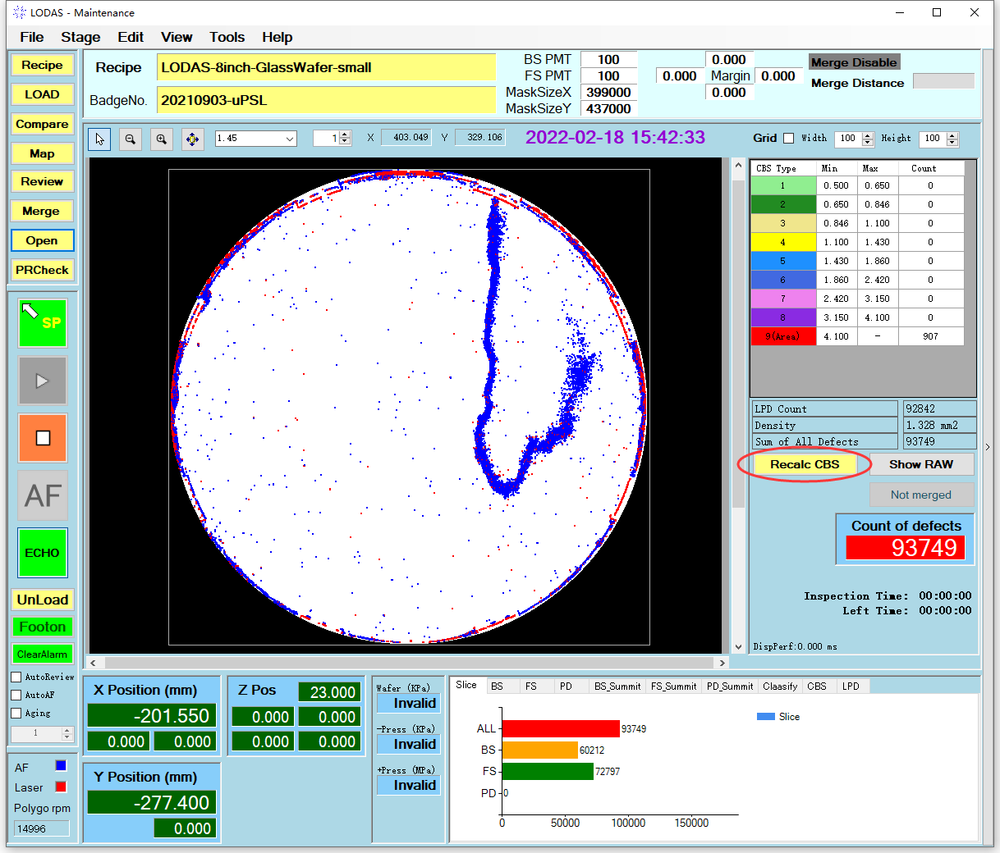 LODAS - Maintenance
File Stage Edit View Tools Help
Recipe
LOAD
Compare
Map
Review
Merge
Open
PRCheck
SP
AF
ECHO
UnLoad
Footon
ClearAlarm
AutoReview
AutoAF
Aging
1
AF
Laser
Polygo rpm
14996
Recipe LODAS-8inch-GlassWafer-small
BadgeNo. 20210903-uPSL
BS PMT 100
FS PMT 100
MaskSizeX 399000
MaskSizeY 437000
0.000
0.000 Margin 0.000
0.000
Merge Disable
Merge Distance
1.45 1 X 403.049 Y 329.106 2022-02-18 15:42:33 Grid Width 100 Height 100
CBS Type Min Max Count
1 0.500 0.650 0
2 0.650 0.846 0
3 0.846 1.100 0
4 1.100 1.430 0
5 1.430 1.860 0
6 1.860 2.420 0
7 2.420 3.150 0
8 3.150 4.100 0
9(Area) 4.100 - 907
LPD Count 92842
Density 1.328 mm2
Sum of All Defects 93749
Recalc CBS Show RAW
Not merged
Count of defects
93749
Inspection Time: 00:00:00
Left Time: 00:00:00
DispPerf:0.000 ms
X Position (mm)
-201.550
0.000 0.000
Y Position (mm)
-277.400
0.000
Z Pos 23.000
0.000 0.000
0.000 0.000
Wafer (KPa)
Invalid
-Press (KPa)
Invalid
+Press (MPa)
Invalid
Slice BS FS PD BS_Summit FS_Summit PD_Summit Claasify CBS LPD
Slice
ALL 93749
BS 60212
FS 72797
PD 0
0 50000 100000 150000